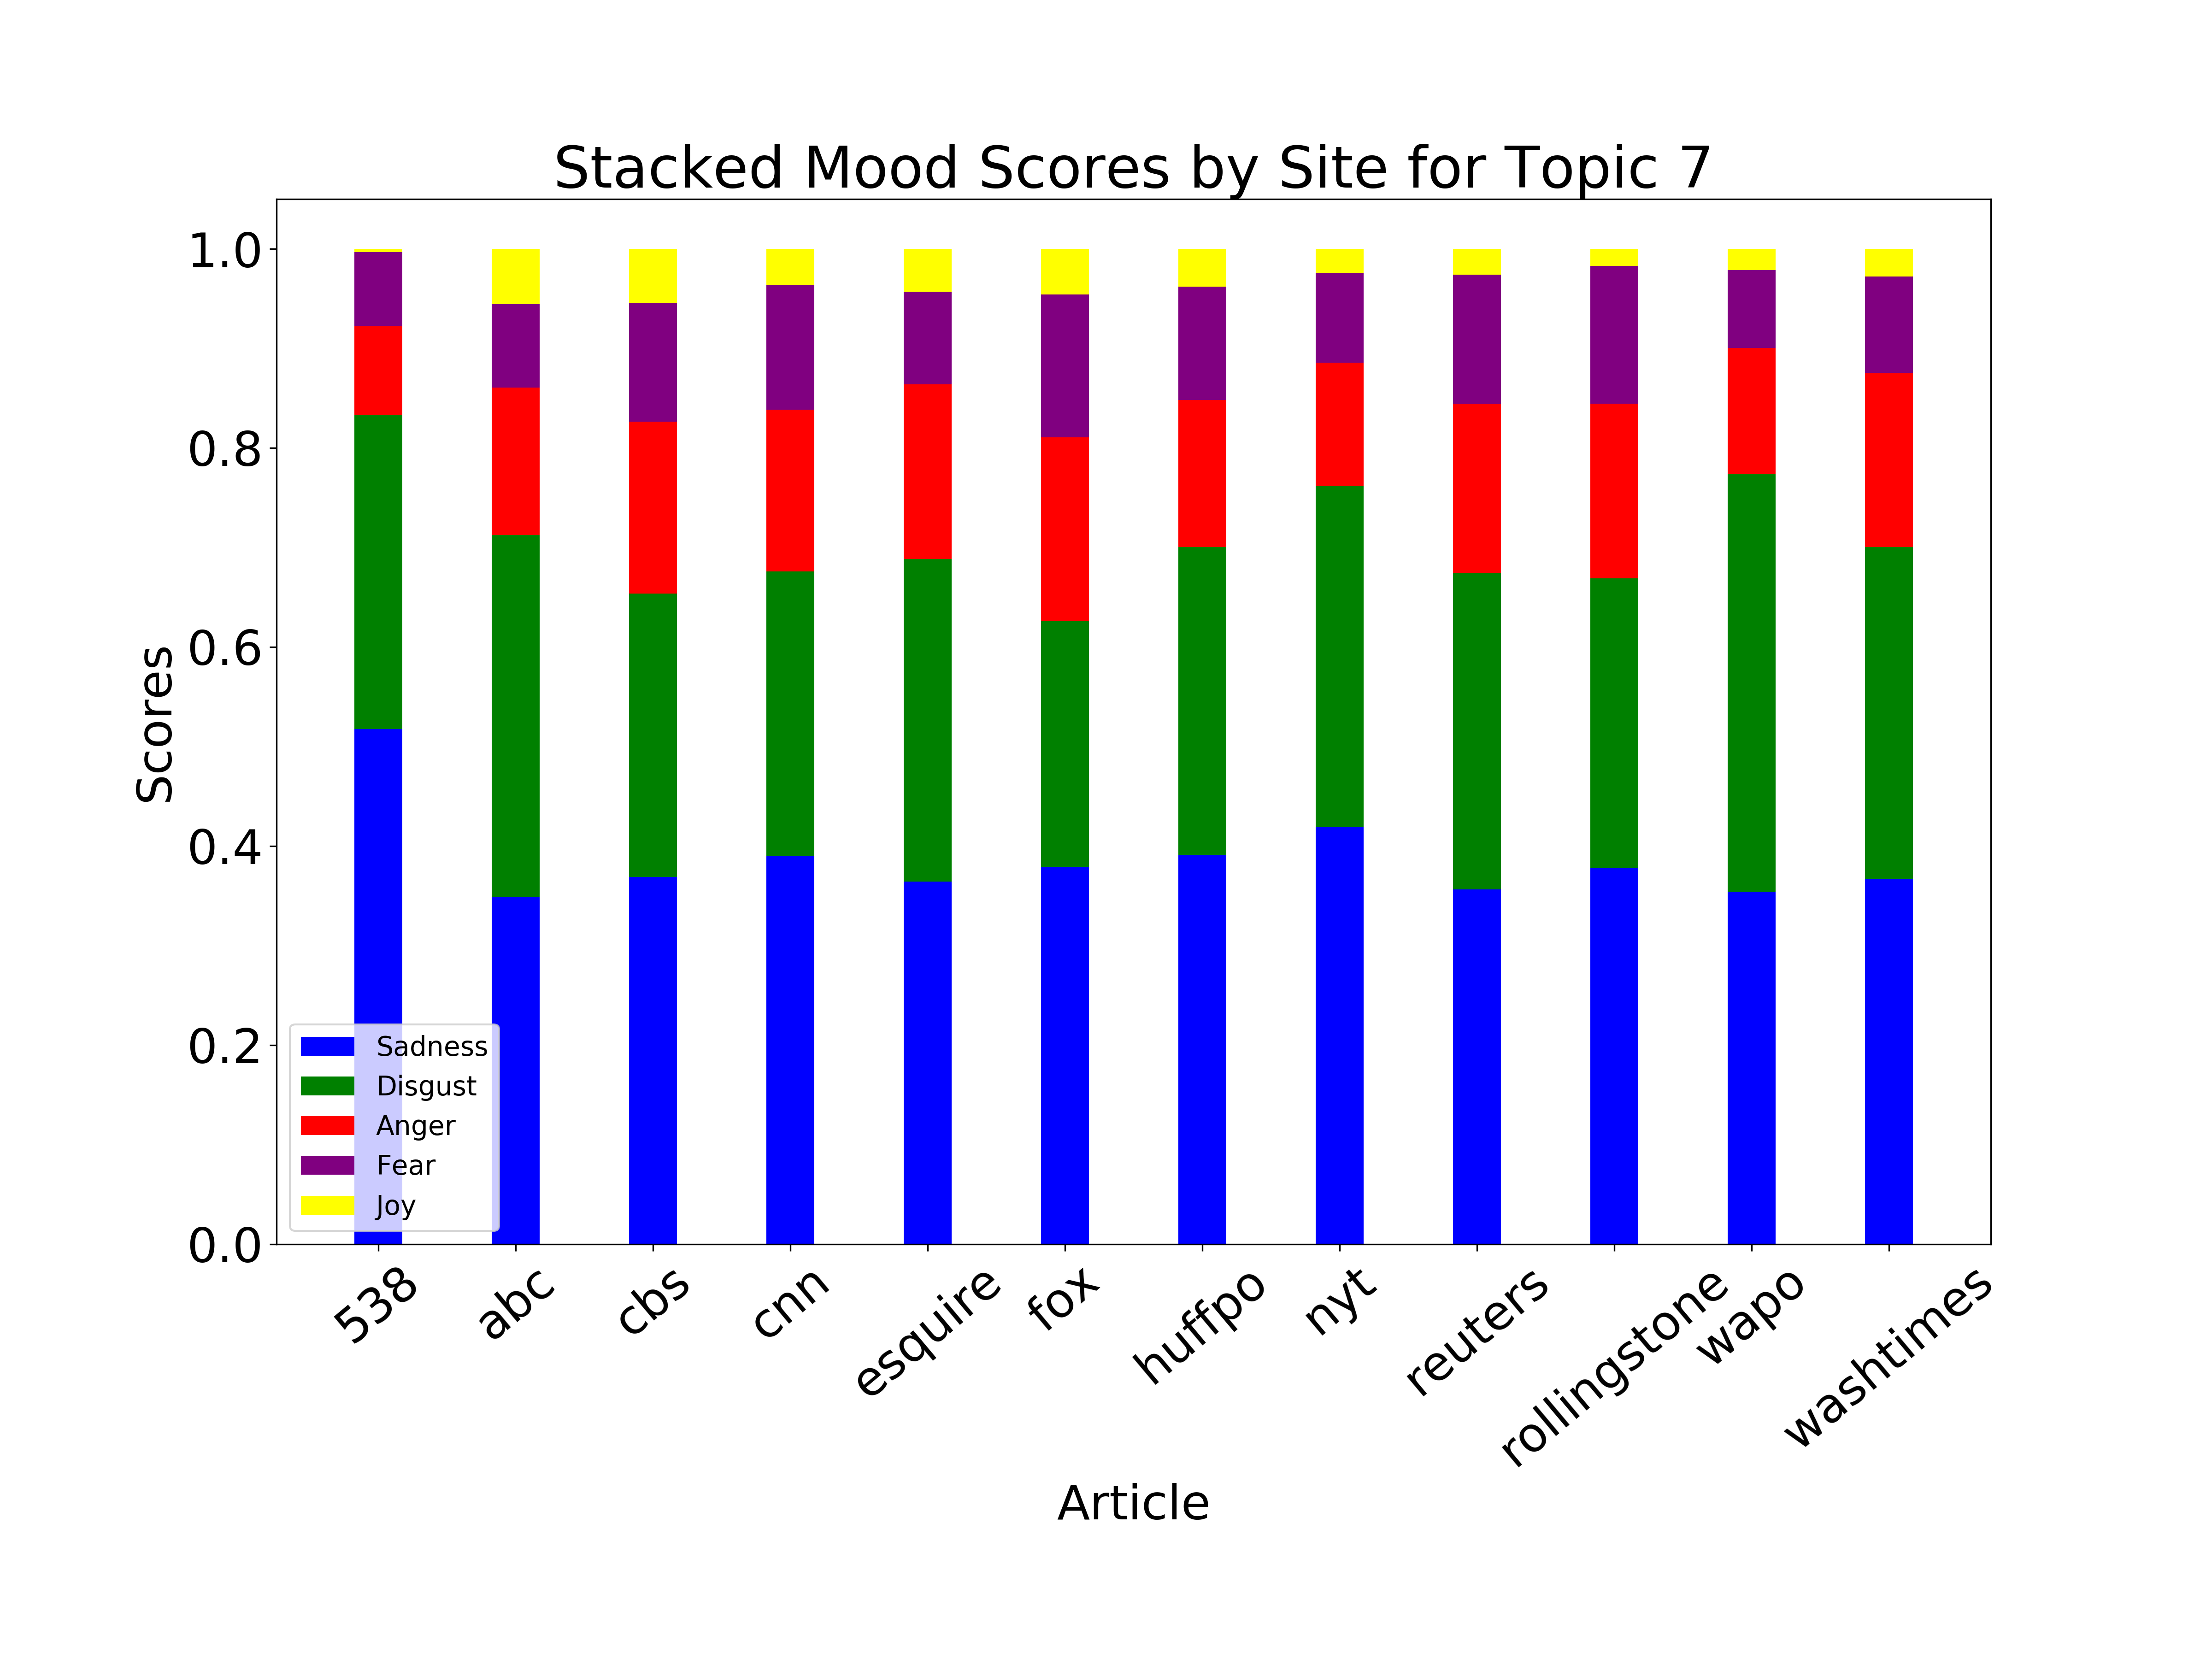 Stacked Mood Scores by Site for Topic 7
Scores
1.0
0.8
0.6
0.4
0.2
0.0
Sadness
Disgust
Anger
Fear
Joy
538
abc
cbs
cnn
esquire
fox
huffpo
nyt
reuters
rollingstone
wapo
washtimes
Article